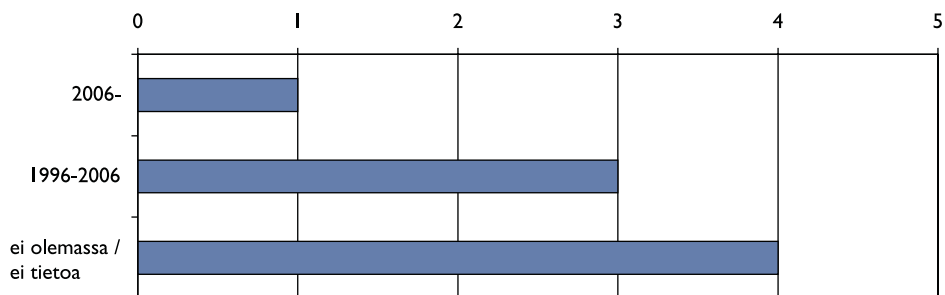 0 1 2 3 4 5
2006-
1996-2006
ei olemassa /
ei tietoa